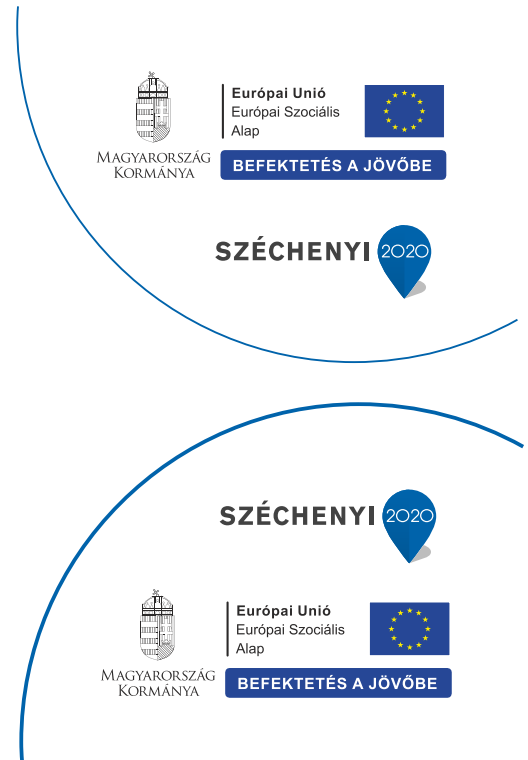 Európai Unió
Európai Szociális
Alap
MAGYARORSZÁG
KORMÁNYA
BEFEKTETÉS A JÖVŐBE
SZÉCHENYI 2020
SZÉCHENYI 2020
Európai Unió
Európai Szociális
Alap
MAGYARORSZÁG
KORMÁNYA
BEFEKTETÉS A JÖVŐBE